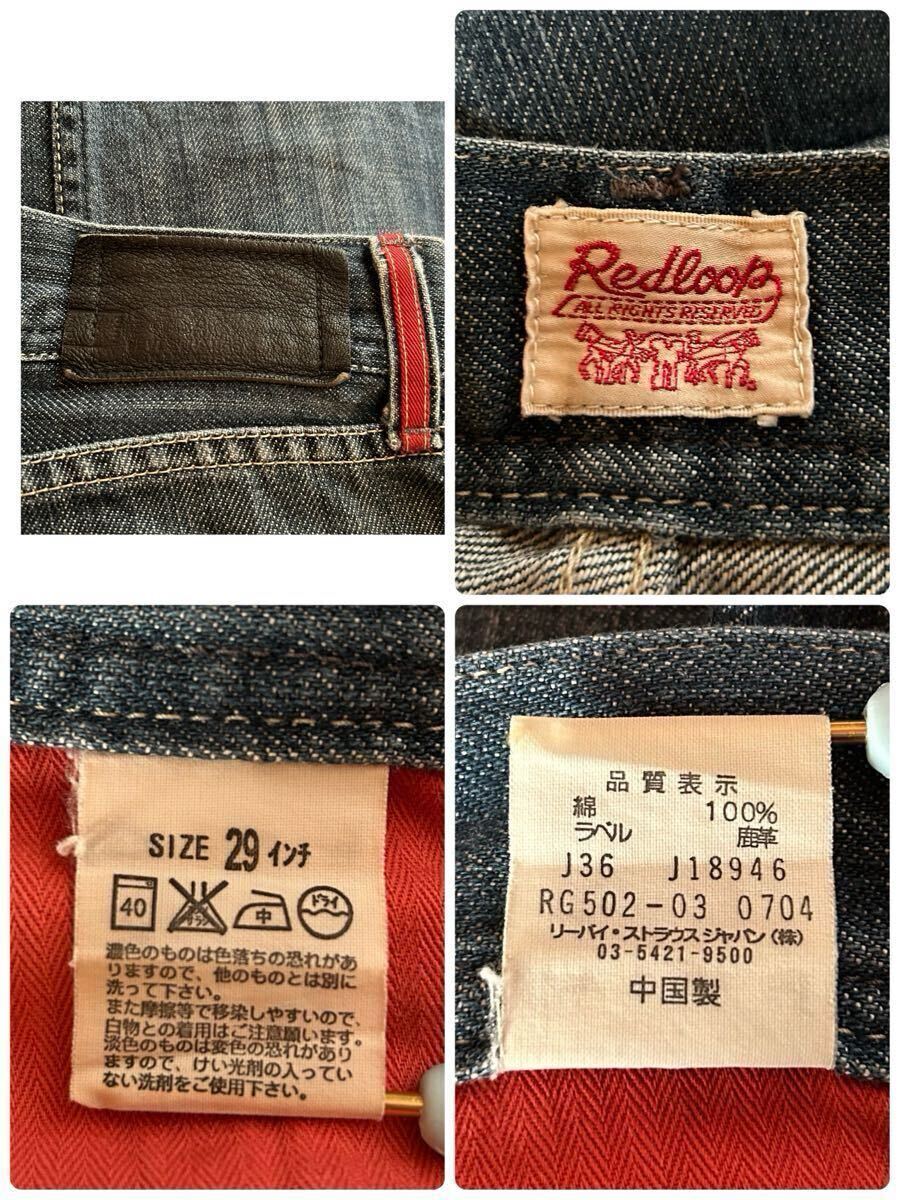 Redloop
ALL RIGHTS RESERVED
SIZE 29 インチ
40
エンソサラシ
中
ドライ
濃色のものは色落ちの恐れがあ
りますので、他のものとは別に
洗って下さい。
また摩擦等で移染しやすいので、
白物との着用はご注意願います。
淡色のものは変色の恐れがあり
ますので、けい光剤の入ってい
ない洗剤をご使用下さい。
品質表示
綿 100%
ラベル 鹿革
J36 J18946
RG502-03 0704
リーバイ・ストラウスジャパン(株)
03-5421-9500
中国製